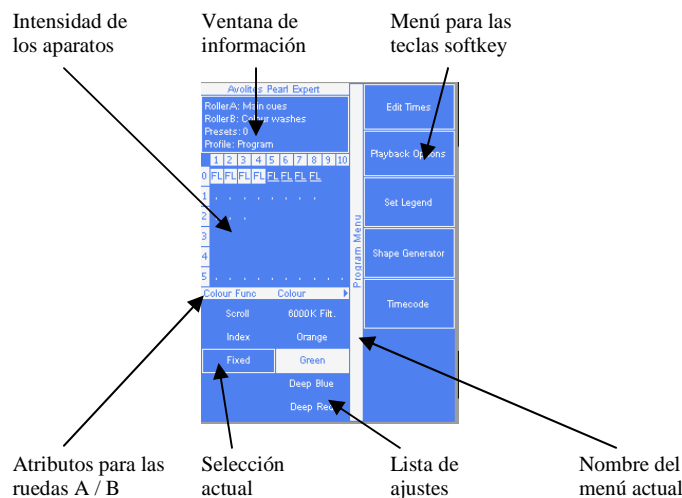 Intensidad de
los aparatos
Ventana de
información
Menú para las
teclas softkey
Avolites Pearl Expert
RollerA: Main cues
RollerB: Colour washes
Presets: 0
Profile: Program
1 2 3 4 5 6 7 8 9 10
0 FL FL FL FL FL FL FL FL
1
2
3
4
5
Colour Func Colour
Scroll 6000K Filt.
Index Orange
Fixed Green
Deep Blue
Deep Red
Program Menu
Edit Times
Playback Options
Set Legend
Shape Generator
Timecode
Atributos para las
ruedas A / B
Selección
actual
Lista de
ajustes
Nombre del
menú actual